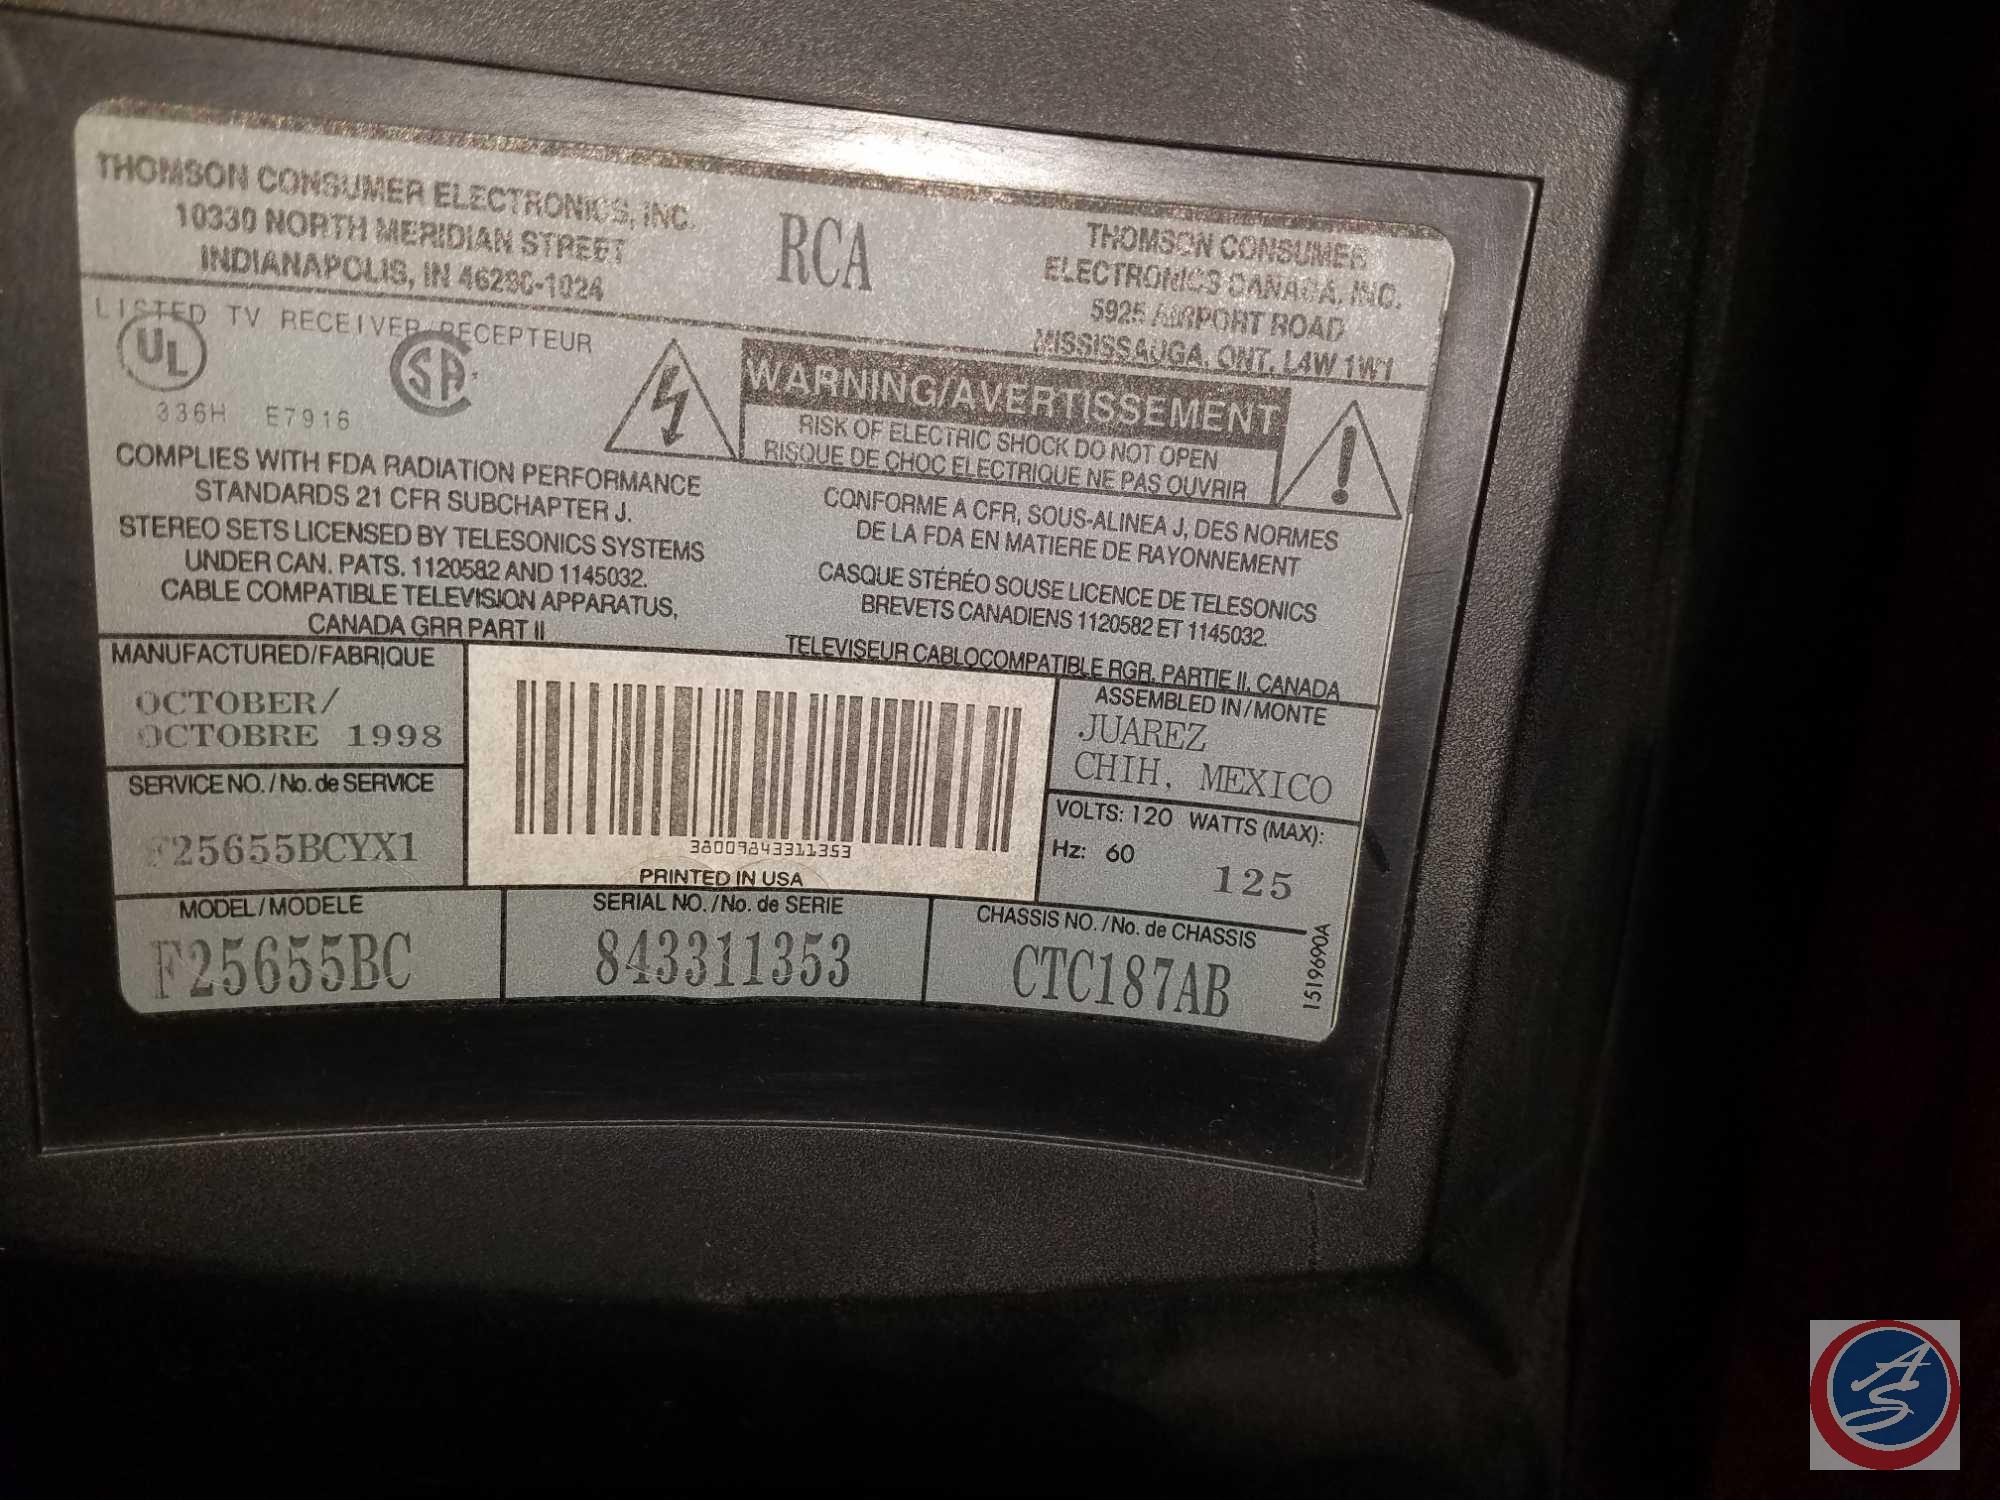 THOMSON CONSUMER ELECTRONICS, INC.
10330 NORTH MERIDIAN STREET
INDIANAPOLIS, IN 46290-1024
RCA
THOMSON CONSUMER
ELECTRONICS CANADA, INC.
5925 AIRPORT ROAD
MISSISSAUGA, ONT. L4W 1W1
LISTED TV RECEIVER/RECEPTEUR
UL
SA
336H E7916
WARNING/AVERTISSEMENT
RISK OF ELECTRIC SHOCK DO NOT OPEN
RISQUE DE CHOC ELECTRIQUE NE PAS OUVRIR
COMPLIES WITH FDA RADIATION PERFORMANCE
STANDARDS 21 CFR SUBCHAPTER J.
STEREO SETS LICENSED BY TELESONICS SYSTEMS
UNDER CAN. PATS. 1120582 AND 1145032.
CABLE COMPATIBLE TELEVISION APPARATUS,
CANADA GRR PART II
CONFORME A CFR, SOUS-ALINEA J, DES NORMES
DE LA FDA EN MATIERE DE RAYONNEMENT
CASQUE STÉRÉO SOUSE LICENCE DE TELESONICS
BREVETS CANADIENS 1120582 ET 1145032.
TELEVISEUR CABLOCOMPATIBLE RGR. PARTIE II, CANADA
MANUFACTURED/FABRIQUE
OCTOBER/
OCTOBRE 1998
SERVICE NO./No. de SERVICE
F25655BCYX1
38009843311353
PRINTED IN USA
ASSEMBLED IN/MONTE
JUAREZ
CHIH, MEXICO
VOLTS: 120 WATTS (MAX):
Hz: 60
125
MODEL/MODELE
F25655BC
SERIAL NO./No. de SERIE
843311353
CHASSIS NO./No. de CHASSIS
CTC187AB
1519690A
AS